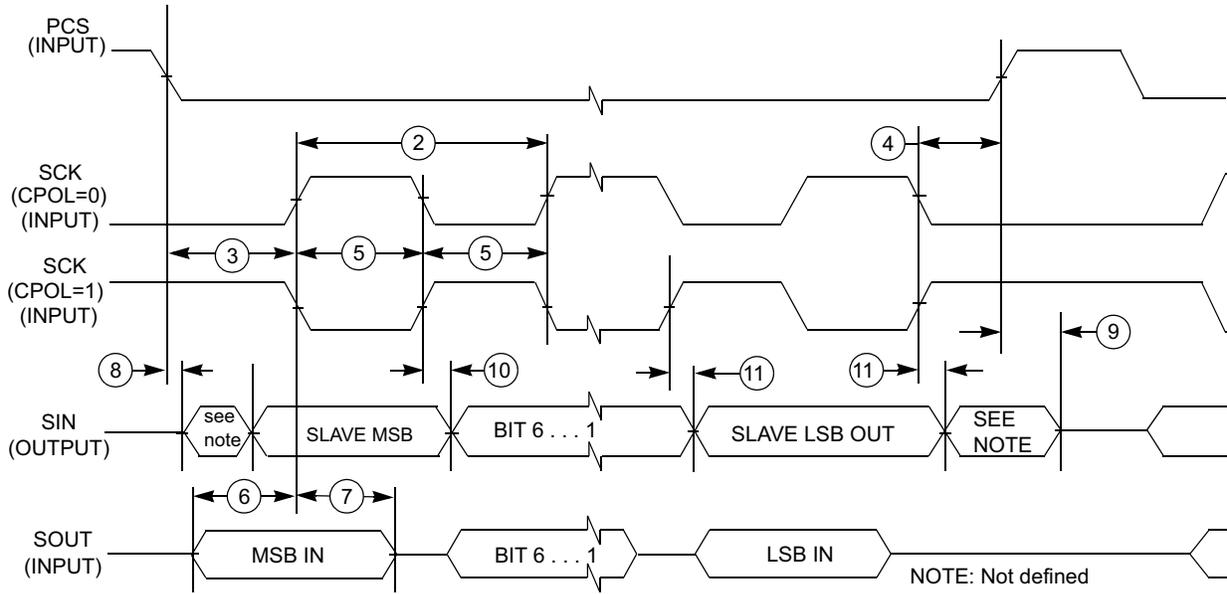 PCS
(INPUT)
2
4
SCK
(CPOL=0)
(INPUT)
3
5
5
SCK
(CPOL=1)
(INPUT)
9
8
10
11
11
SIN
(OUTPUT)
see
note
SLAVE MSB
BIT 6 . . . 1
SLAVE LSB OUT
SEE
NOTE
6
7
SOUT
(INPUT)
MSB IN
BIT 6 . . . 1
LSB IN
NOTE: Not defined